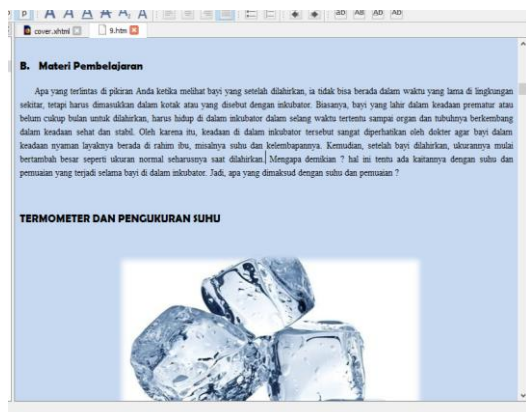 p A A A A A A ab AB AB AB
cover.xhtml 9.htm
B. Materi Pembelajaran
Apa yang terlintas di pikiran Anda ketika melihat bayi yang setelah dilahirkan, ia tidak bisa berada dalam waktu yang lama di lingkungan
sekitar, tetapi harus dimasukkan dalam kotak atau yang disebut dengan inkubator. Biasanya, bayi yang lahir dalam keadaan prematur atau
belum cukup bulan untuk dilahirkan, harus hidup di dalam inkubator dalam selang waktu tertentu sampai organ dan tubuhnya berkembang
dalam keadaan sehat dan stabil. Oleh karena itu, keadaan di dalam inkubator tersebut sangat diperhatikan oleh dokter agar bayi dalam
keadaan nyaman layaknya berada di rahim ibu, misalnya suhu dan kelembapannya. Kemudian, setelah bayi dilahirkan, ukurannya mulai
bertambah besar seperti ukuran normal seharusnya saat dilahirkan. Mengapa demikian ? hal ini tentu ada kaitannya dengan suhu dan
pemuaian yang terjadi selama bayi di dalam inkubator. Jadi, apa yang dimaksud dengan suhu dan pemuaian ?
TERMOMETER DAN PENGUKURAN SUHU